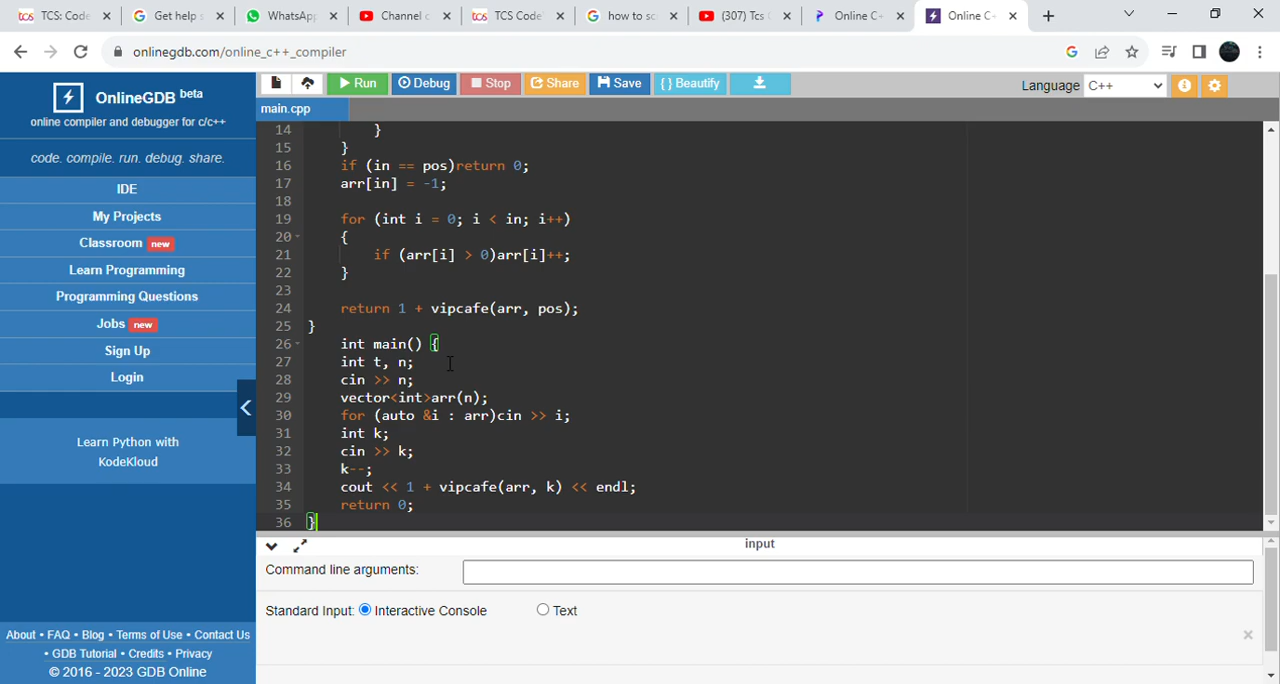 TCS: Code
Get help s
WhatsApp
Channel c
TCS Code
how to sc
(307) Tcs C
Online C+
Online C+
onlinegdb.com/online_c++_compiler
OnlineGDB beta
online compiler and debugger for c/c++
code. compile. run. debug. share.
IDE
My Projects
Classroom new
Learn Programming
Programming Questions
Jobs new
Sign Up
Login
Learn Python with
KodeKloud
About • FAQ • Blog • Terms of Use • Contact Us
• GDB Tutorial • Credits • Privacy
© 2016 - 2023 GDB Online
Run Debug Stop Share Save { } Beautify
Language C++
main.cpp
14 }
15 }
16 if (in == pos)return 0;
17 arr[in] = -1;
18
19 for (int i = 0; i < in; i++)
20 {
21 if (arr[i] > 0)arr[i]++;
22 }
23
24 return 1 + vipcafe(arr, pos);
25 }
26 int main() {
27 int t, n;
28 cin >> n;
29 vector<int>arr(n);
30 for (auto &i : arr)cin >> i;
31 int k;
32 cin >> k;
33 k--;
34 cout << 1 + vipcafe(arr, k) << endl;
35 return 0;
36 }
input
Command line arguments:
Standard Input: Interactive Console Text